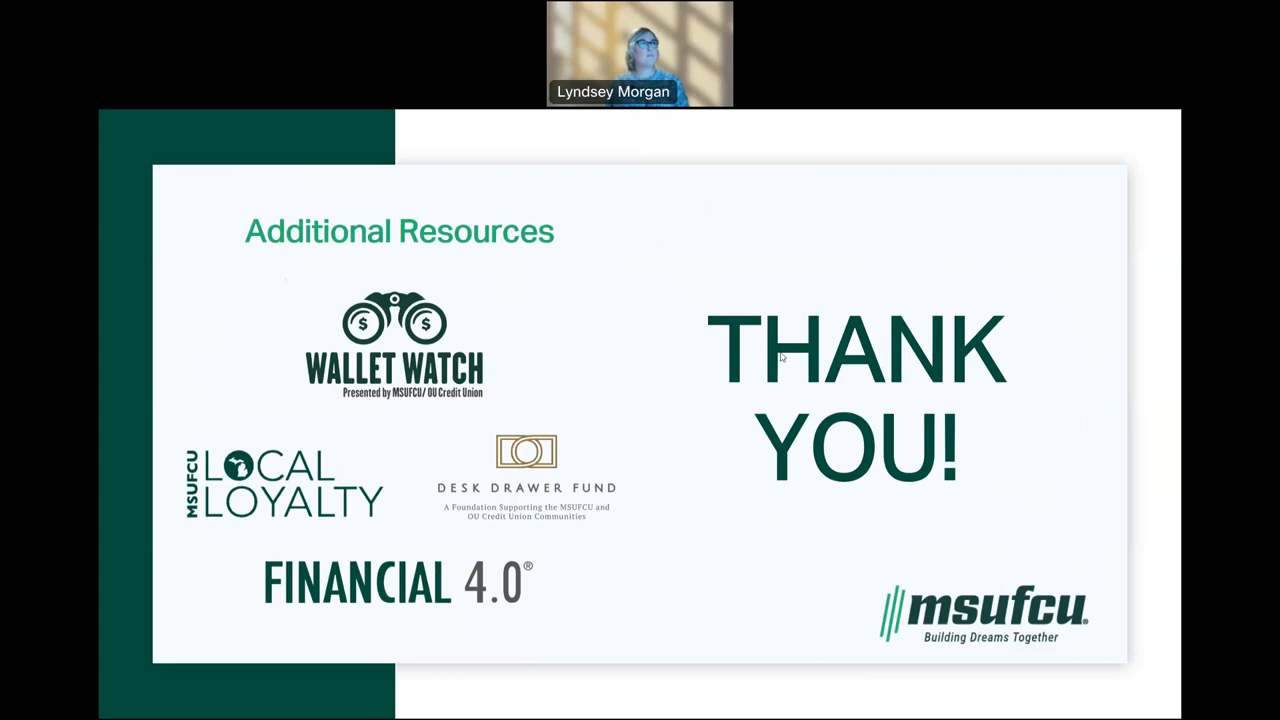 Lyndsey Morgan
Additional Resources
$ $
WALLET WATCH
Presented by MSUFCU/ OU Credit Union
MSUFCU
LOCAL
LOYALTY
DESK DRAWER FUND
A Foundation Supporting the MSUFCU and
OU Credit Union Communities
FINANCIAL 4.0®
THANK
YOU!
msufcu®
Building Dreams Together